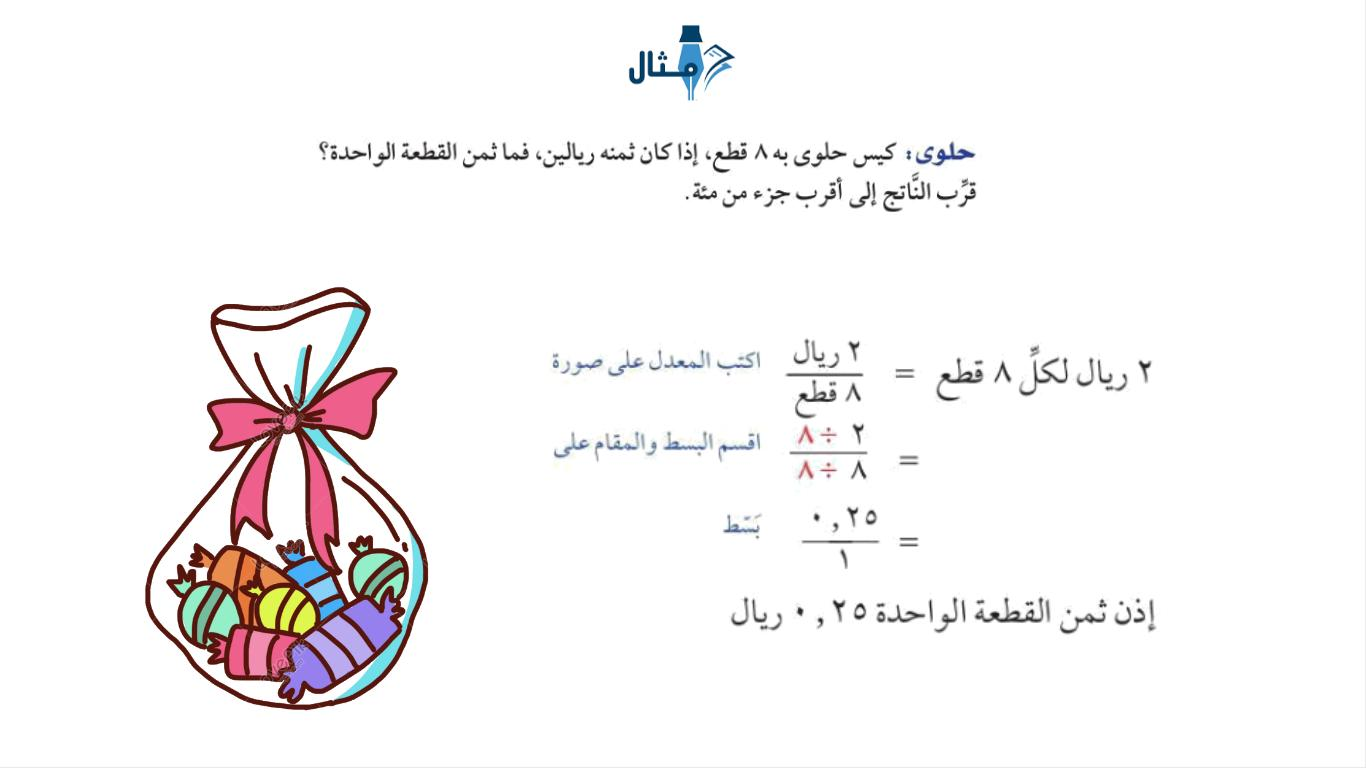 مثال
حلوى: كيس حلوى به ٨ قطع، إذا كان ثمنه ريالين، فما ثمن القطعة الواحدة؟
قرِّب النَّاتج إلى أقرب جزء من مئة.
٢ ريال لكلِّ ٨ قطع = ٢ ريال / ٨ قطع اكتب المعدل على صورة
= ٢ ÷ ٨ / ٨ ÷ ٨ اقسم البسط والمقام على
= ٠,٢٥ / ١ بَسّط
إذن ثمن القطعة الواحدة ٠,٢٥ ريال